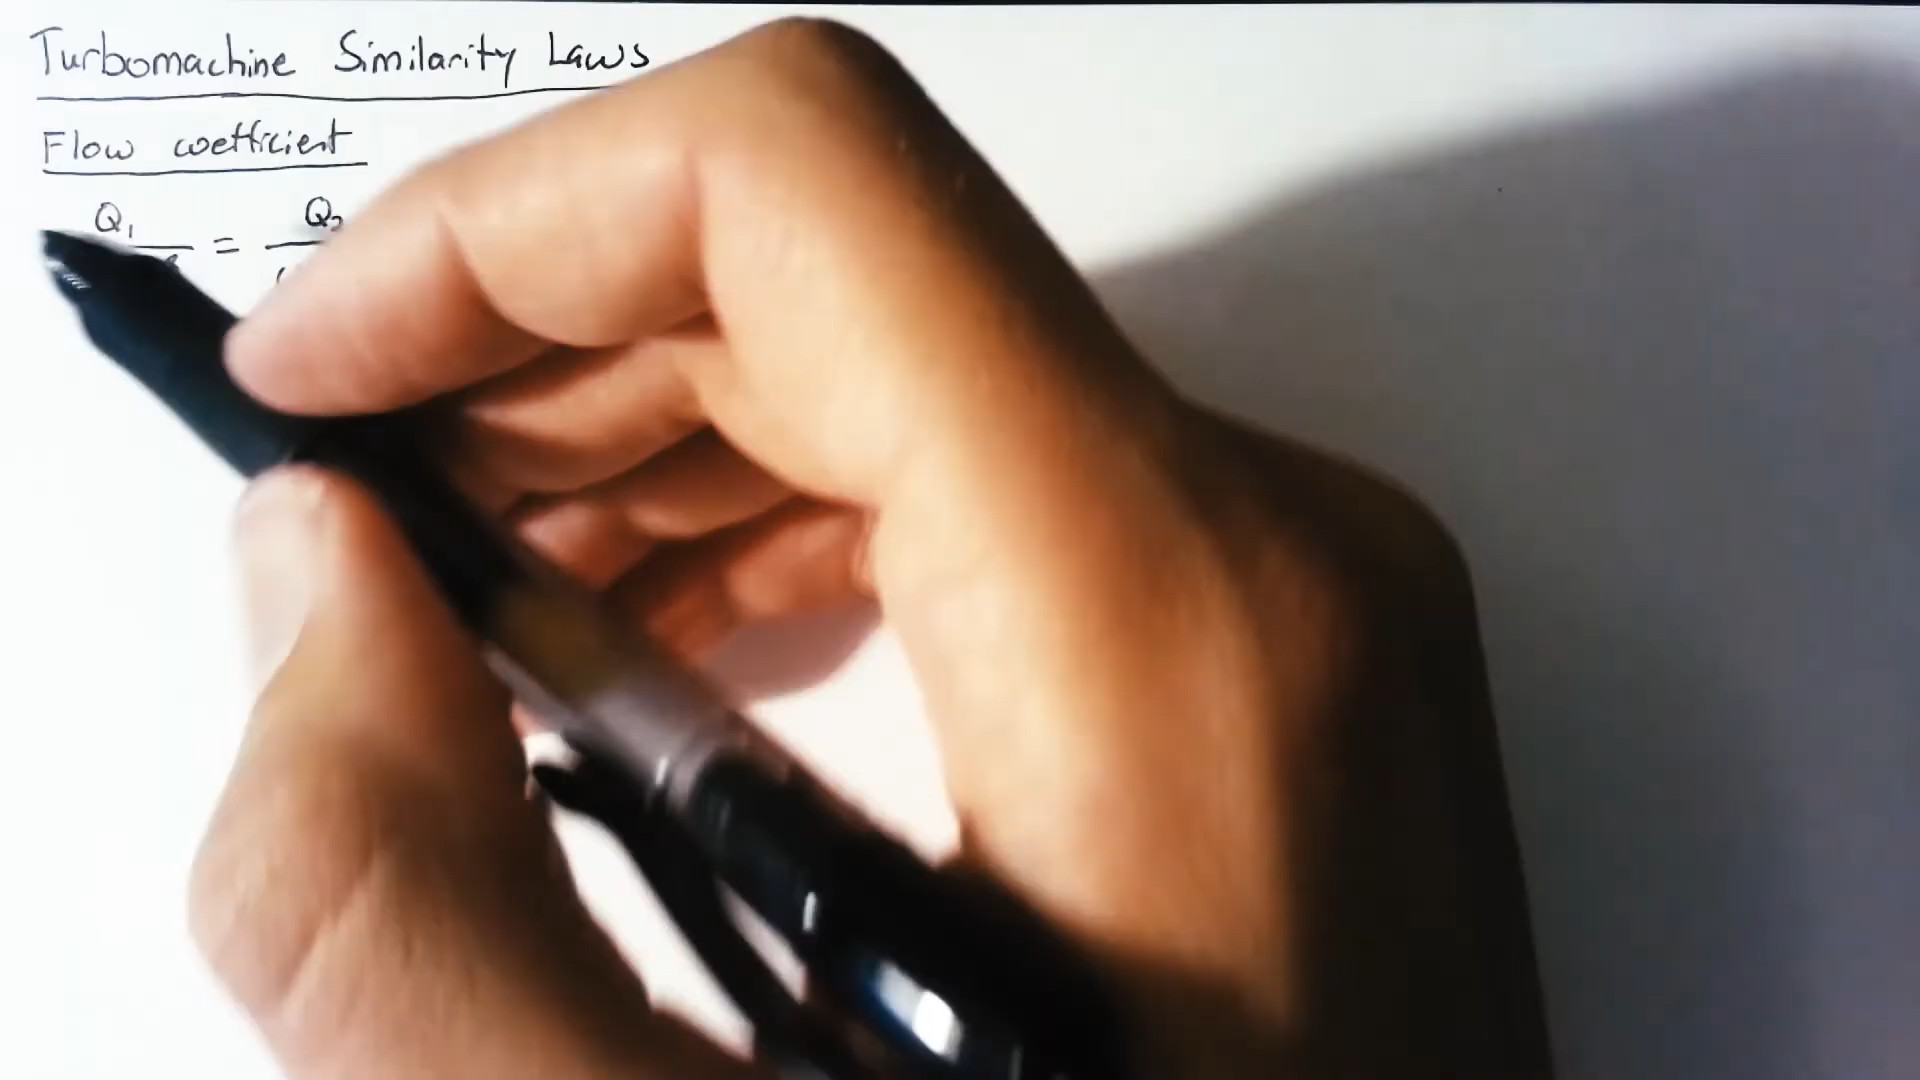 Turbomachine Similarity Laws
Flow coefficient
Q₁ = Q₂